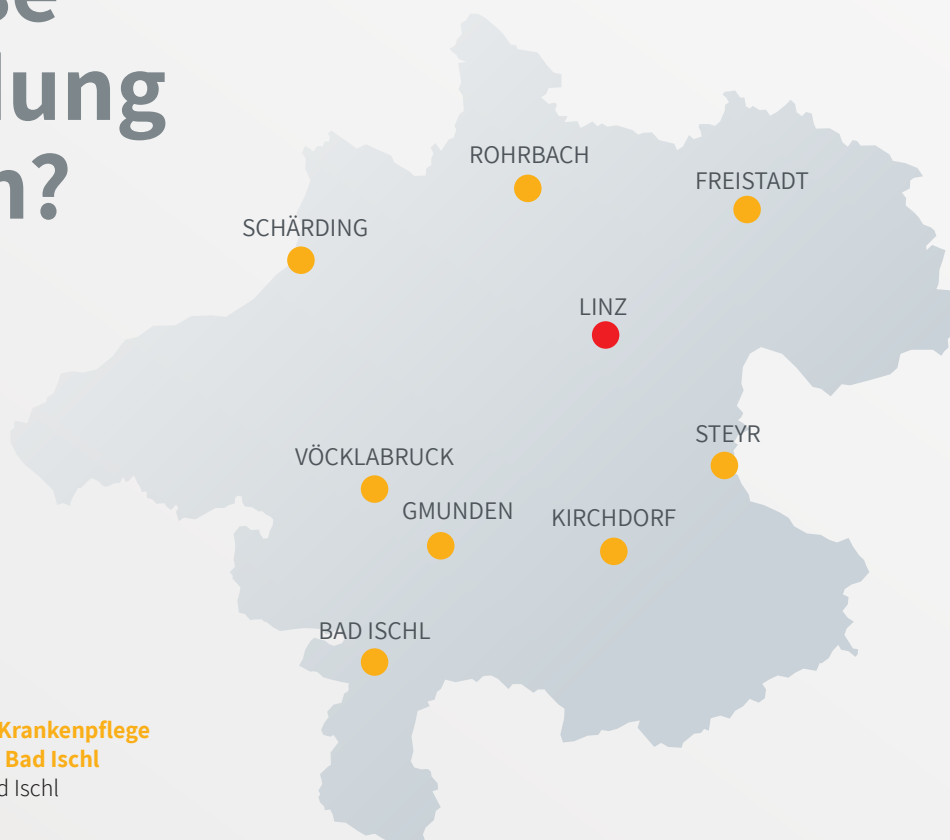 lung
n?
ROHRBACH
FREISTADT
SCHÄRDING
LINZ
STEYR
VÖCKLABRUCK
GMUNDEN
KIRCHDORF
BAD ISCHL
Krankenpflege
Bad Ischl
d Ischl